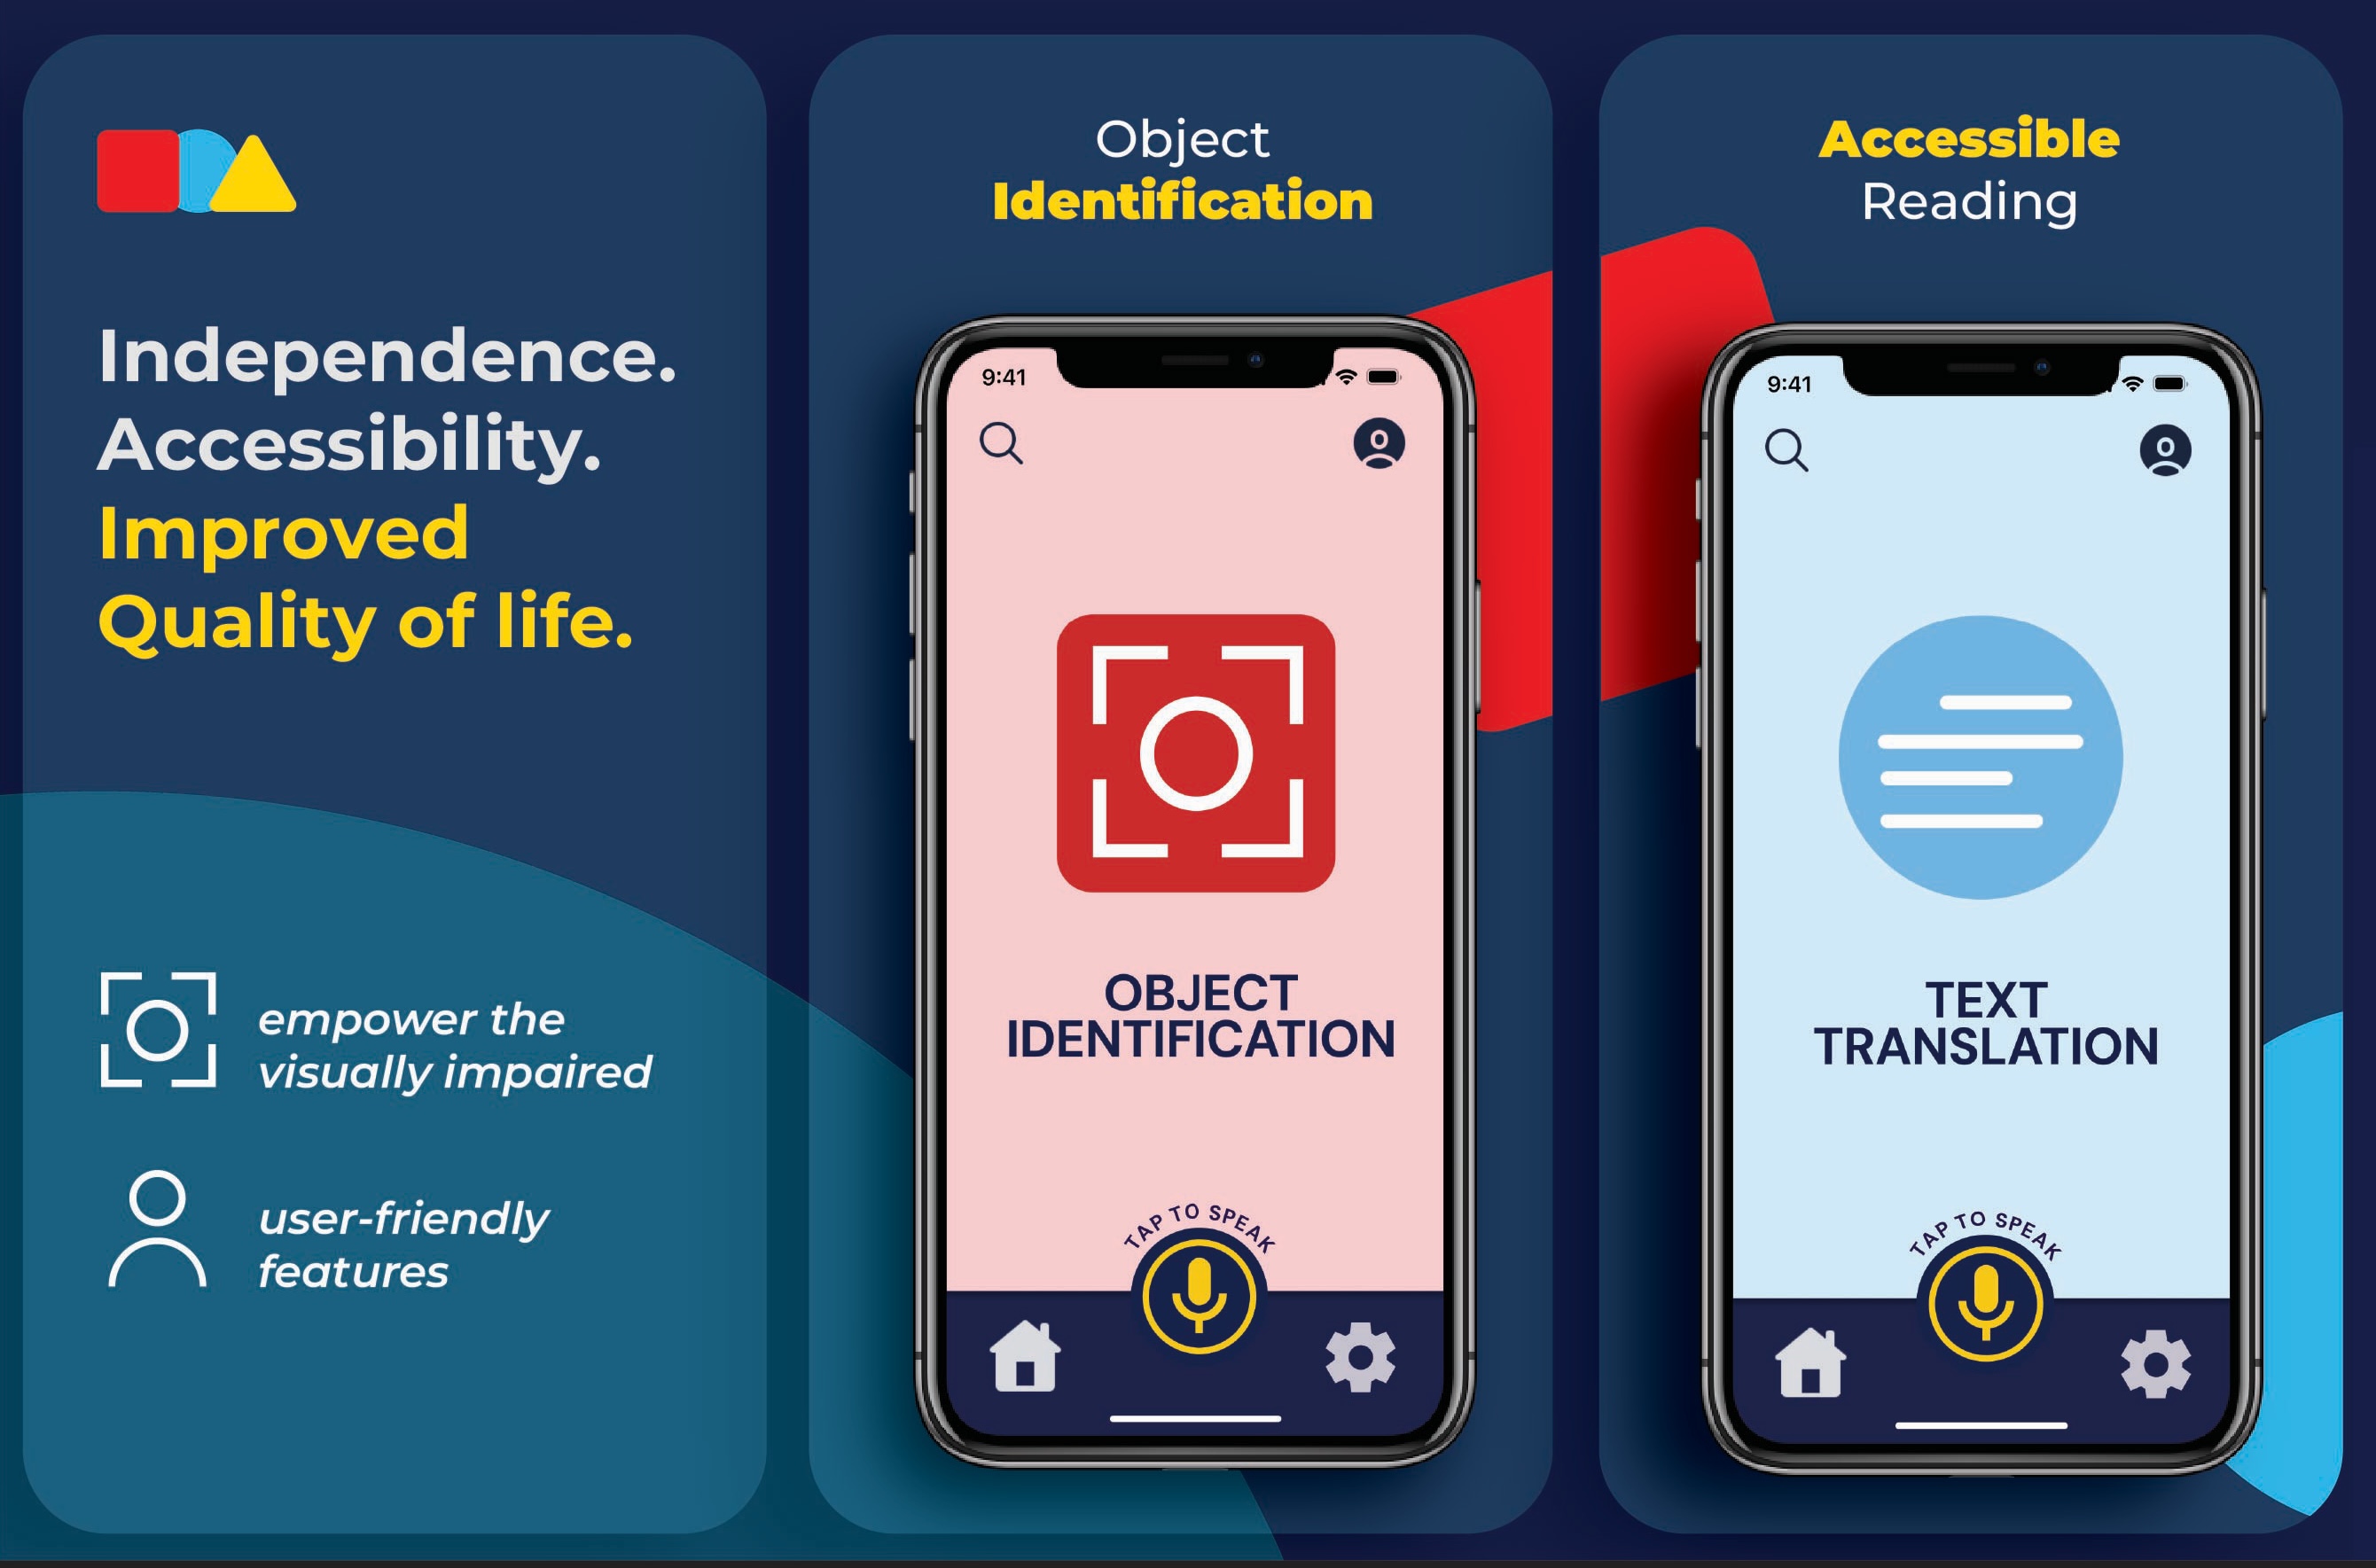 Independence.
Accessibility.
Improved
Quality of life.
empower the
visually impaired
user-friendly
features
Object
Identification
9:41
OBJECT
IDENTIFICATION
TAP TO SPEAK
Accessible
Reading
9:41
TEXT
TRANSLATION
TAP TO SPEAK